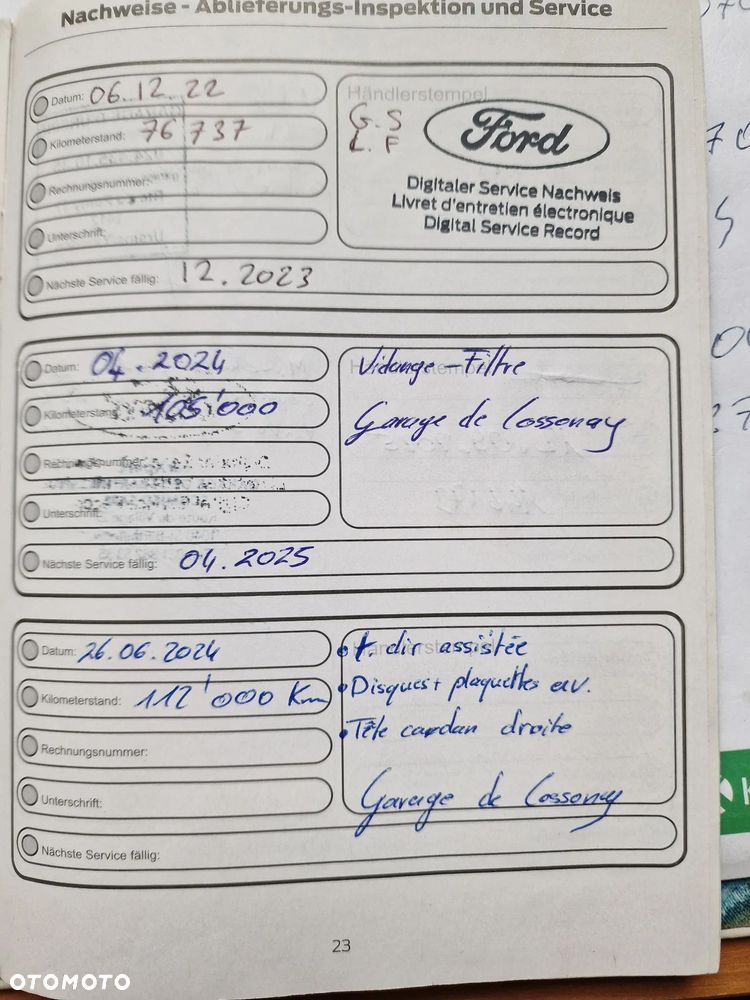 Nachweise - Ablieferungs-Inspektion und Service
Datum: 06.12.22
Kilometerstand: 76 737
Rechnungsnummer:
Unterschrift:
Händlerstempel
G.S
L.F
Ford
Digitaler Service Nachweis
Livret d'entretien électronique
Digital Service Record
Nächste Service fällig: 12.2023
Datum: 04.2024
Kilometerstand: 105'000
Rechnungsnummer:
Unterschrift:
Vidange-Filtre
Garage de Cossonay
Nächste Service fällig: 04.2025
Datum: 26.06.2024
Kilometerstand: 112'000 Km
Rechnungsnummer:
Unterschrift:
dir assistée
• Disques + plaquettes av.
• Tête cardan droite
Garage de Cossonay
Nächste Service fällig:
23
OTOMOTO